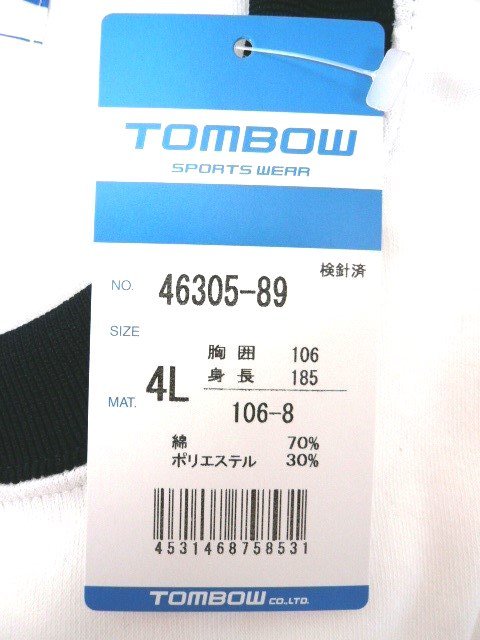 TOMBOW
SPORTS WEAR
検針済
NO. 46305-89
SIZE
胸囲 106
4L 身長 185
MAT. 106-8
綿 70%
ポリエステル 30%
4531468758531
TOMBOW CO.,LTD.